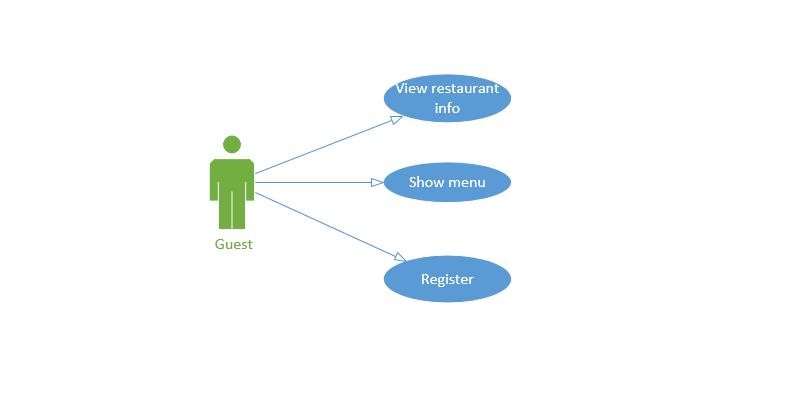 View restaurant
info
Show menu
Guest
Register